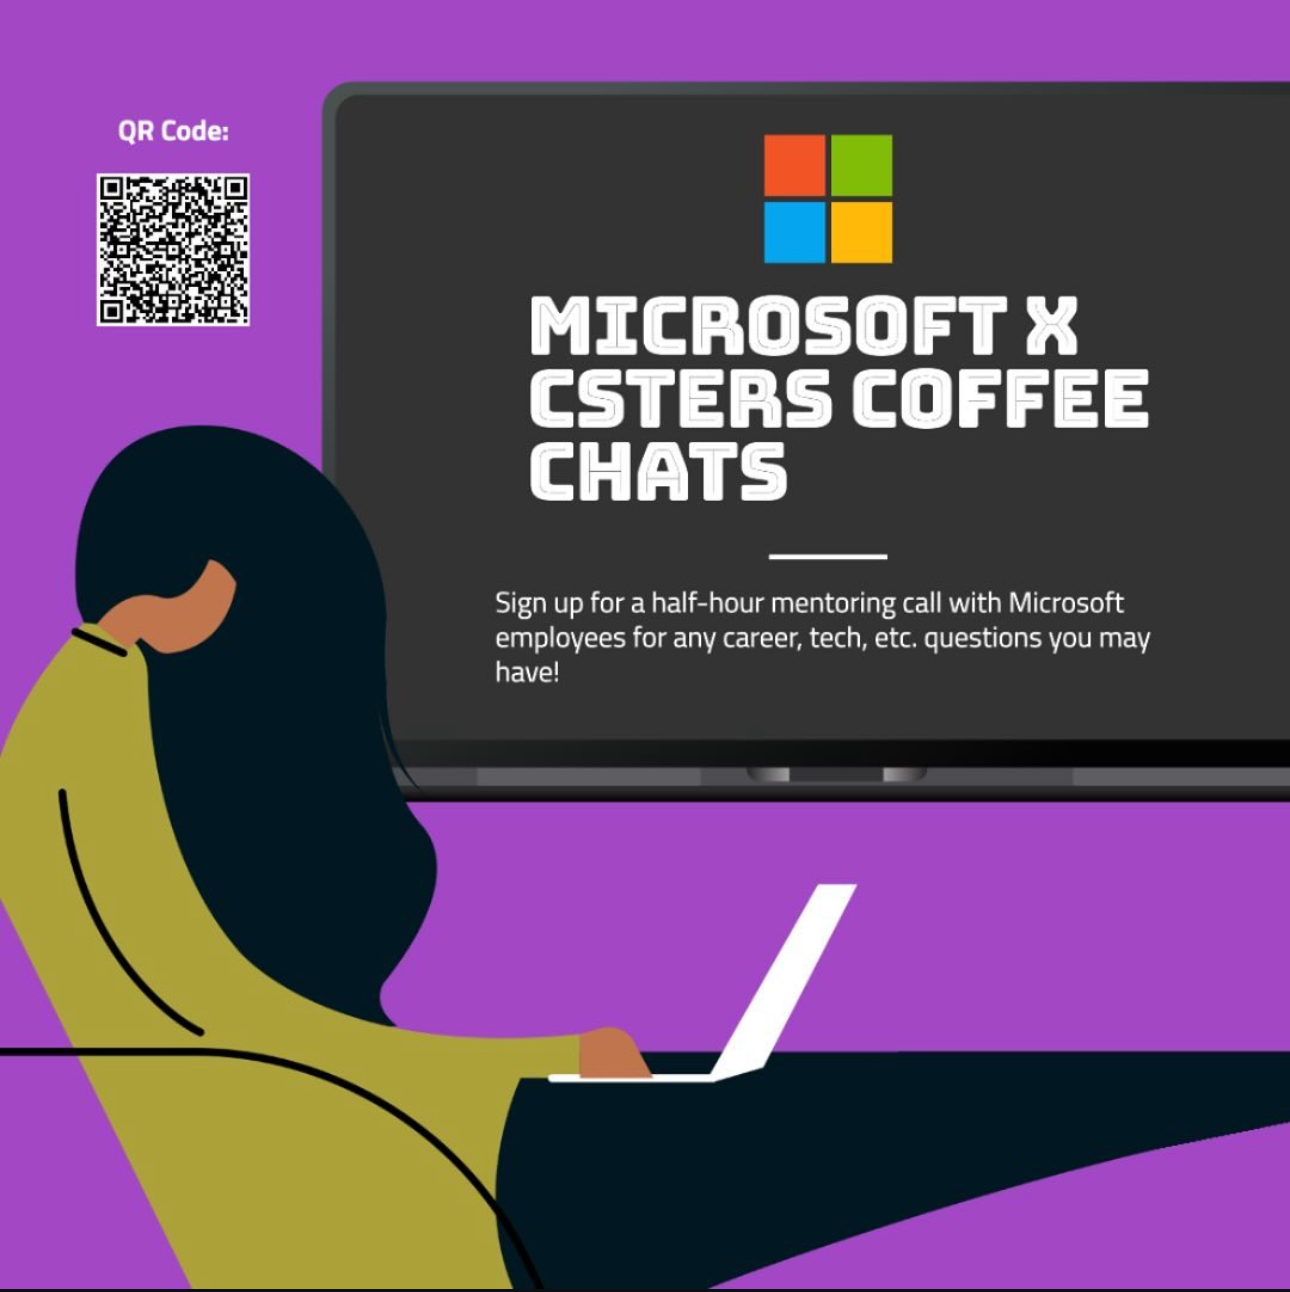 QR Code:
MICROSOFT X
CSTERS COFFEE
CHATS
Sign up for a half-hour mentoring call with Microsoft
employees for any career, tech, etc. questions you may
have!